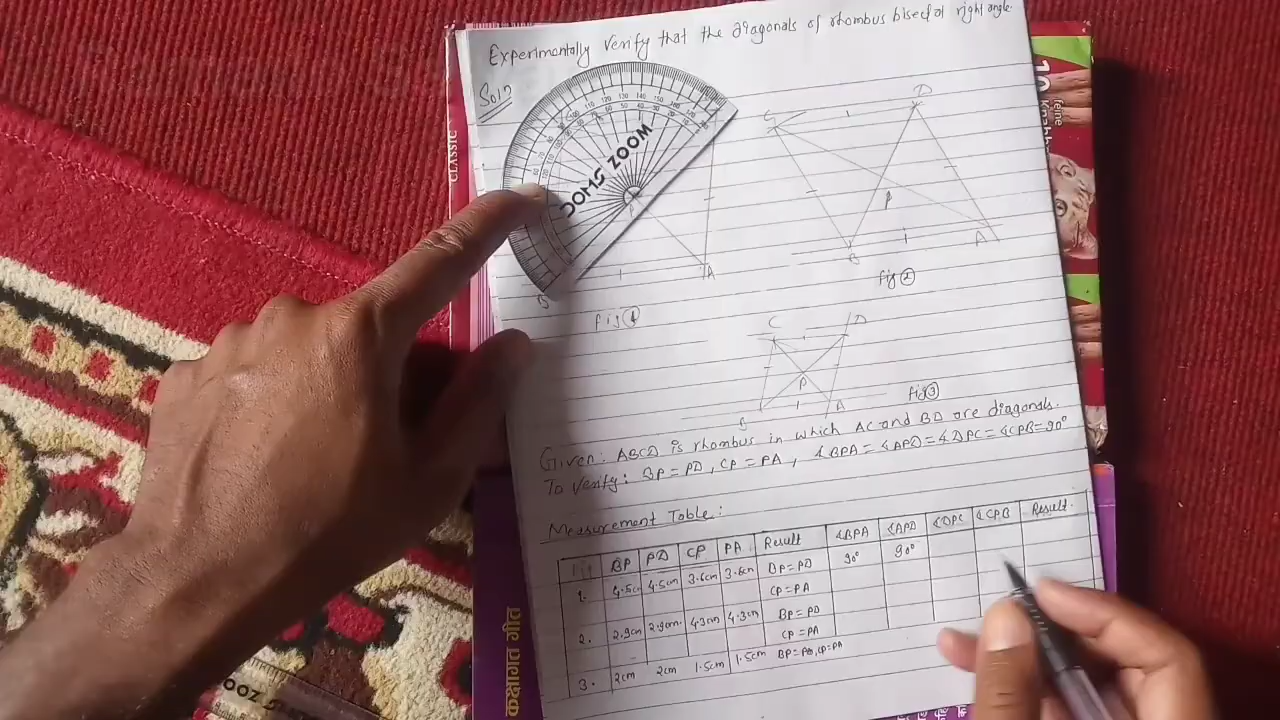 CLASSIC
Experimentally Verify that the diagonals of rhombus bisect at right angle.
Soln
DOMS ZOOM
C
D
P
B
A
fig ②
B
A
fig ①
C
D
P
B
A
fig ③
Given: ABCD is rhombus in which AC and BD are diagonals.
To Verify: BP = PD, CP = PA, ∡BPA = ∡APD = ∡DPC = ∡CPB = 90°
Measurement Table:
Fig BP PD CP PA Result ∡BPA ∡APD ∡DPC ∡CPB Result.
1. 4.5cm 4.5cm 3.6cm 3.6cm BP = PD 90° 90°
CP = PA
2. 2.9cm 2.9cm 4.3cm 4.3cm BP = PD
CP = PA
3. 2cm 2cm 1.5cm 1.5cm BP = PD, CP = PA
कक्षागत गीत
feine